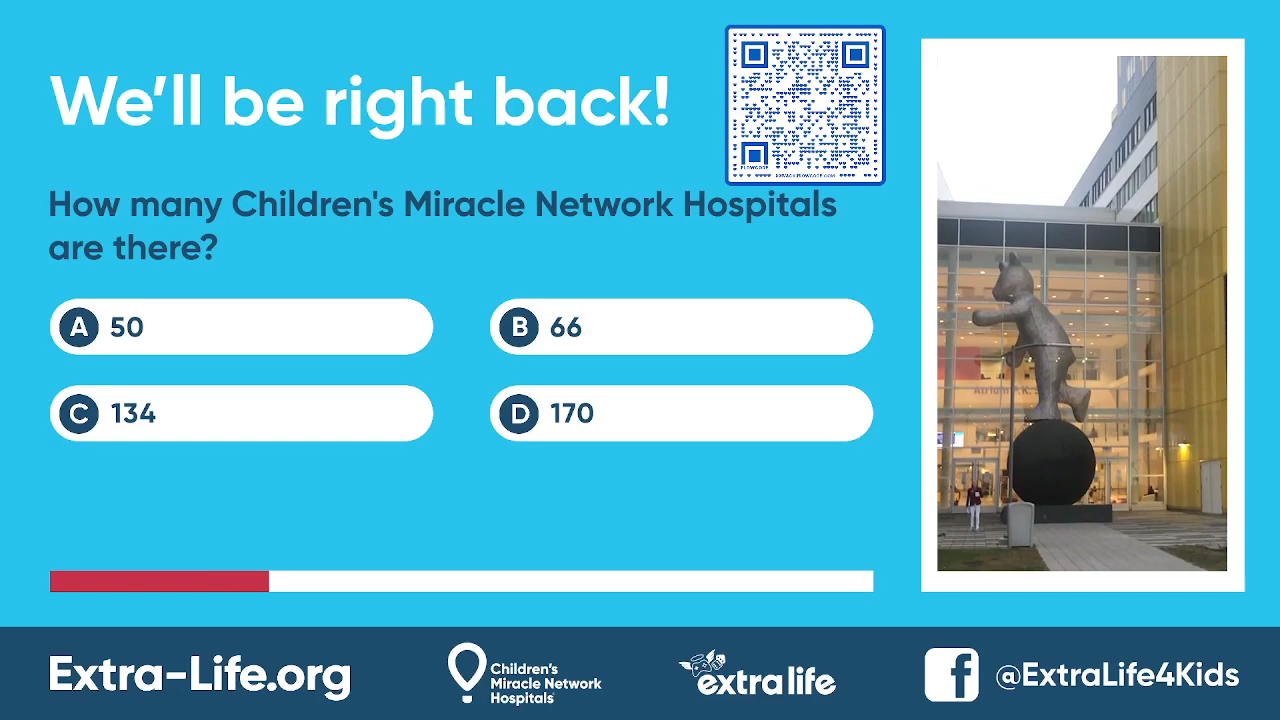 We'll be right back!
FLOWCODE
How many Children's Miracle Network Hospitals
are there?
A 50
B 66
C 134
D 170
Extra-Life.org
Children's
Miracle Network
Hospitals
extra life
f @ExtraLife4Kids